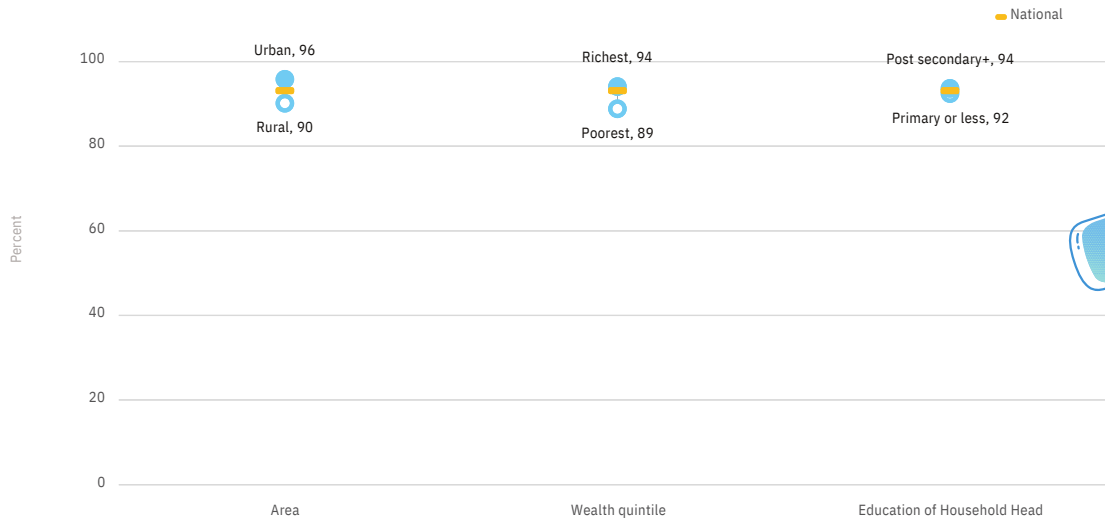 National
100
80
60
40
20
0
Percent
Urban, 96
Rural, 90
Richest, 94
Poorest, 89
Post secondary+, 94
Primary or less, 92
Area
Wealth quintile
Education of Household Head